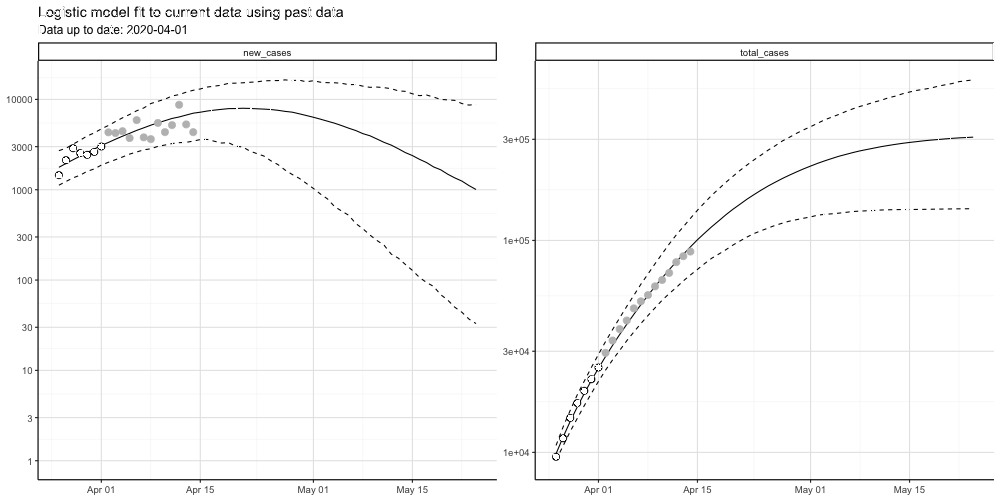 Logistic model fit to current data using past data
Data up to date: 2020-04-01
new_cases
total_cases
10000
3000
1000
300
100
30
10
3
1
3e+05
1e+05
3e+04
1e+04
Apr 01
Apr 15
May 01
May 15
Apr 01
Apr 15
May 01
May 15